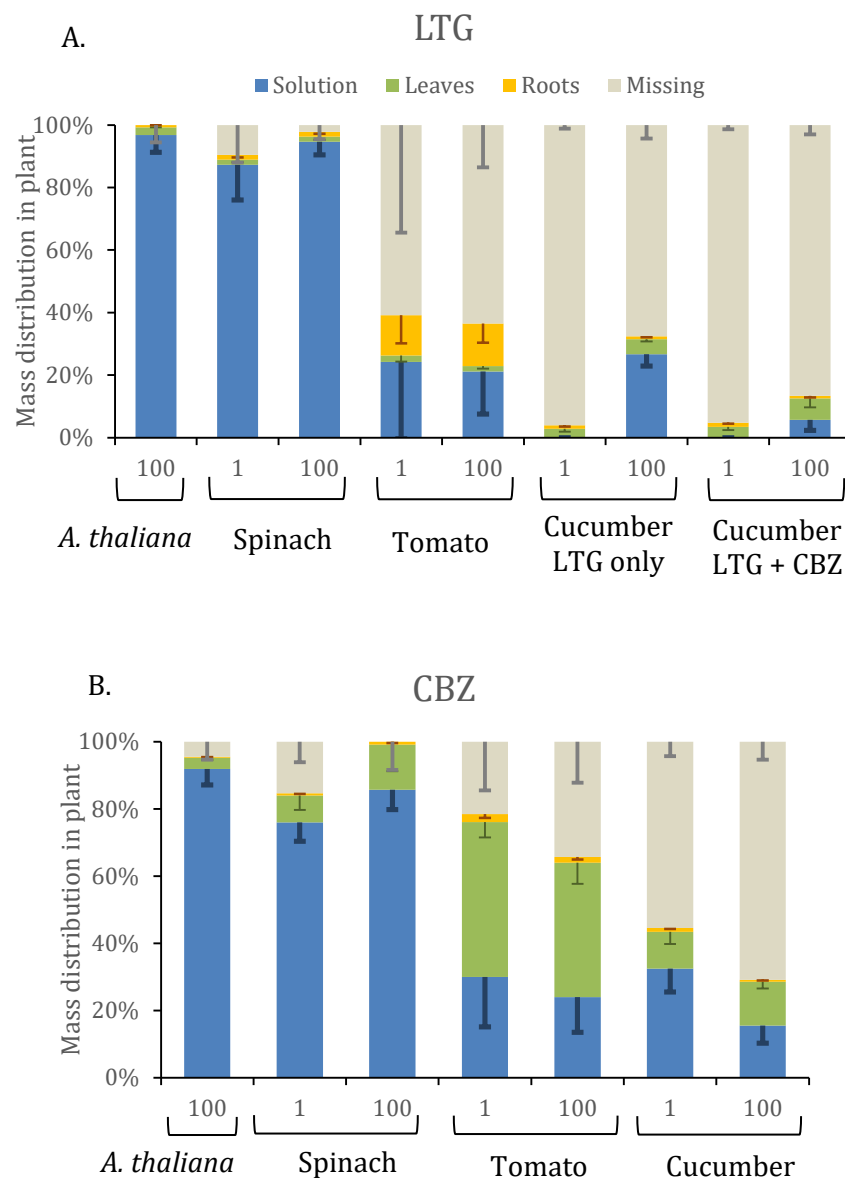 A.
LTG
Solution Leaves Roots Missing
Mass distribution in plant
100%
80%
60%
40%
20%
0%
100 1 100 1 100 1 100 1 100
A. thaliana Spinach Tomato Cucumber LTG only Cucumber LTG + CBZ
B.
CBZ
Mass distribution in plant
100%
80%
60%
40%
20%
0%
100 1 100 1 100 1 100
A. thaliana Spinach Tomato Cucumber